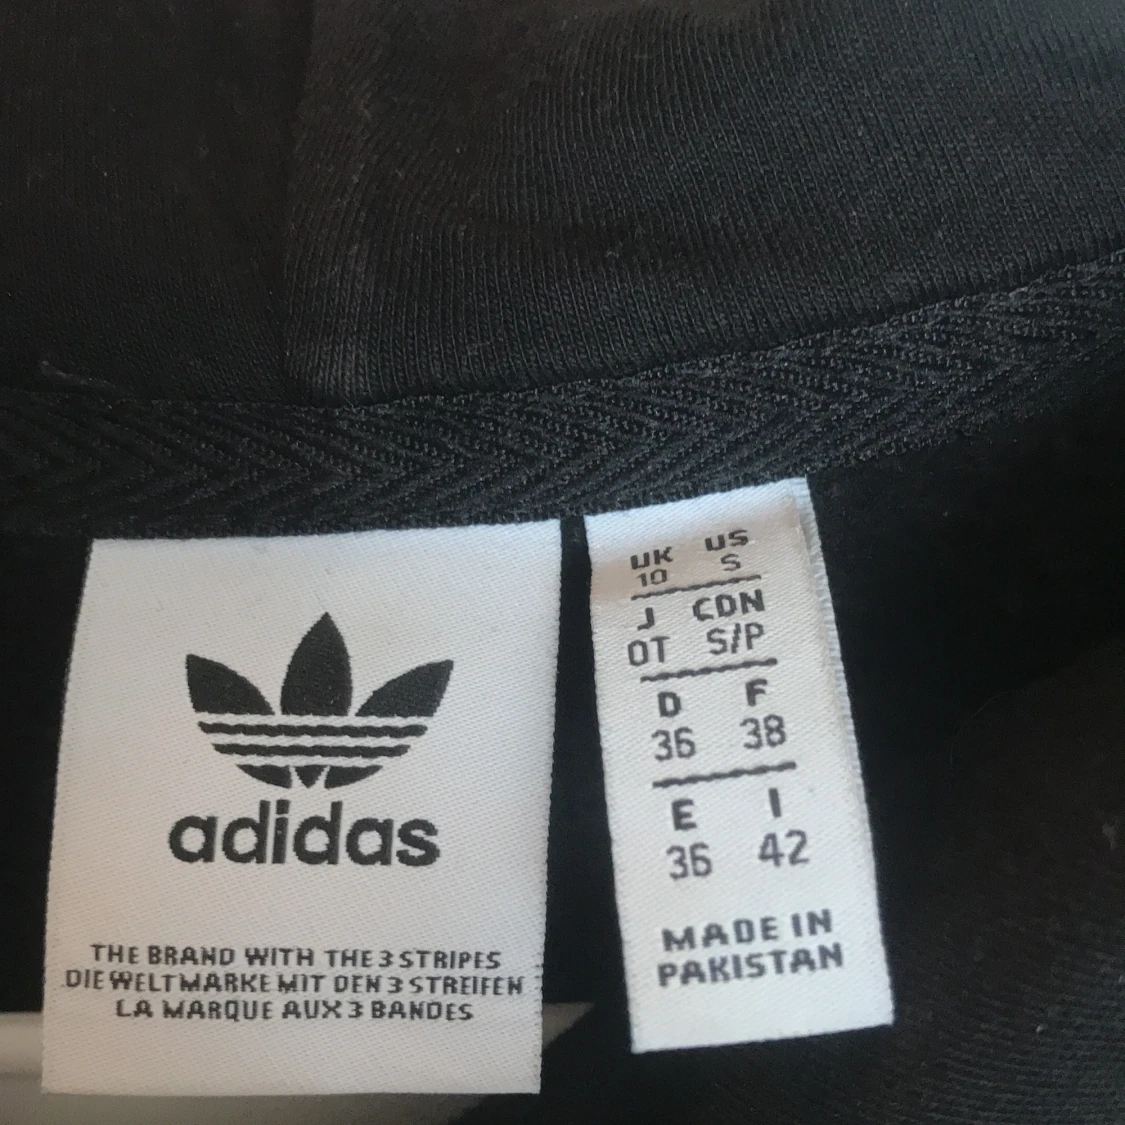 adidas
THE BRAND WITH THE 3 STRIPES
DIE WELTMARKE MIT DEN 3 STREIFEN
LA MARQUE AUX 3 BANDES
UK US
10 S
J CDN
OT S/P
D F
36 38
E I
36 42
MADE IN
PAKISTAN